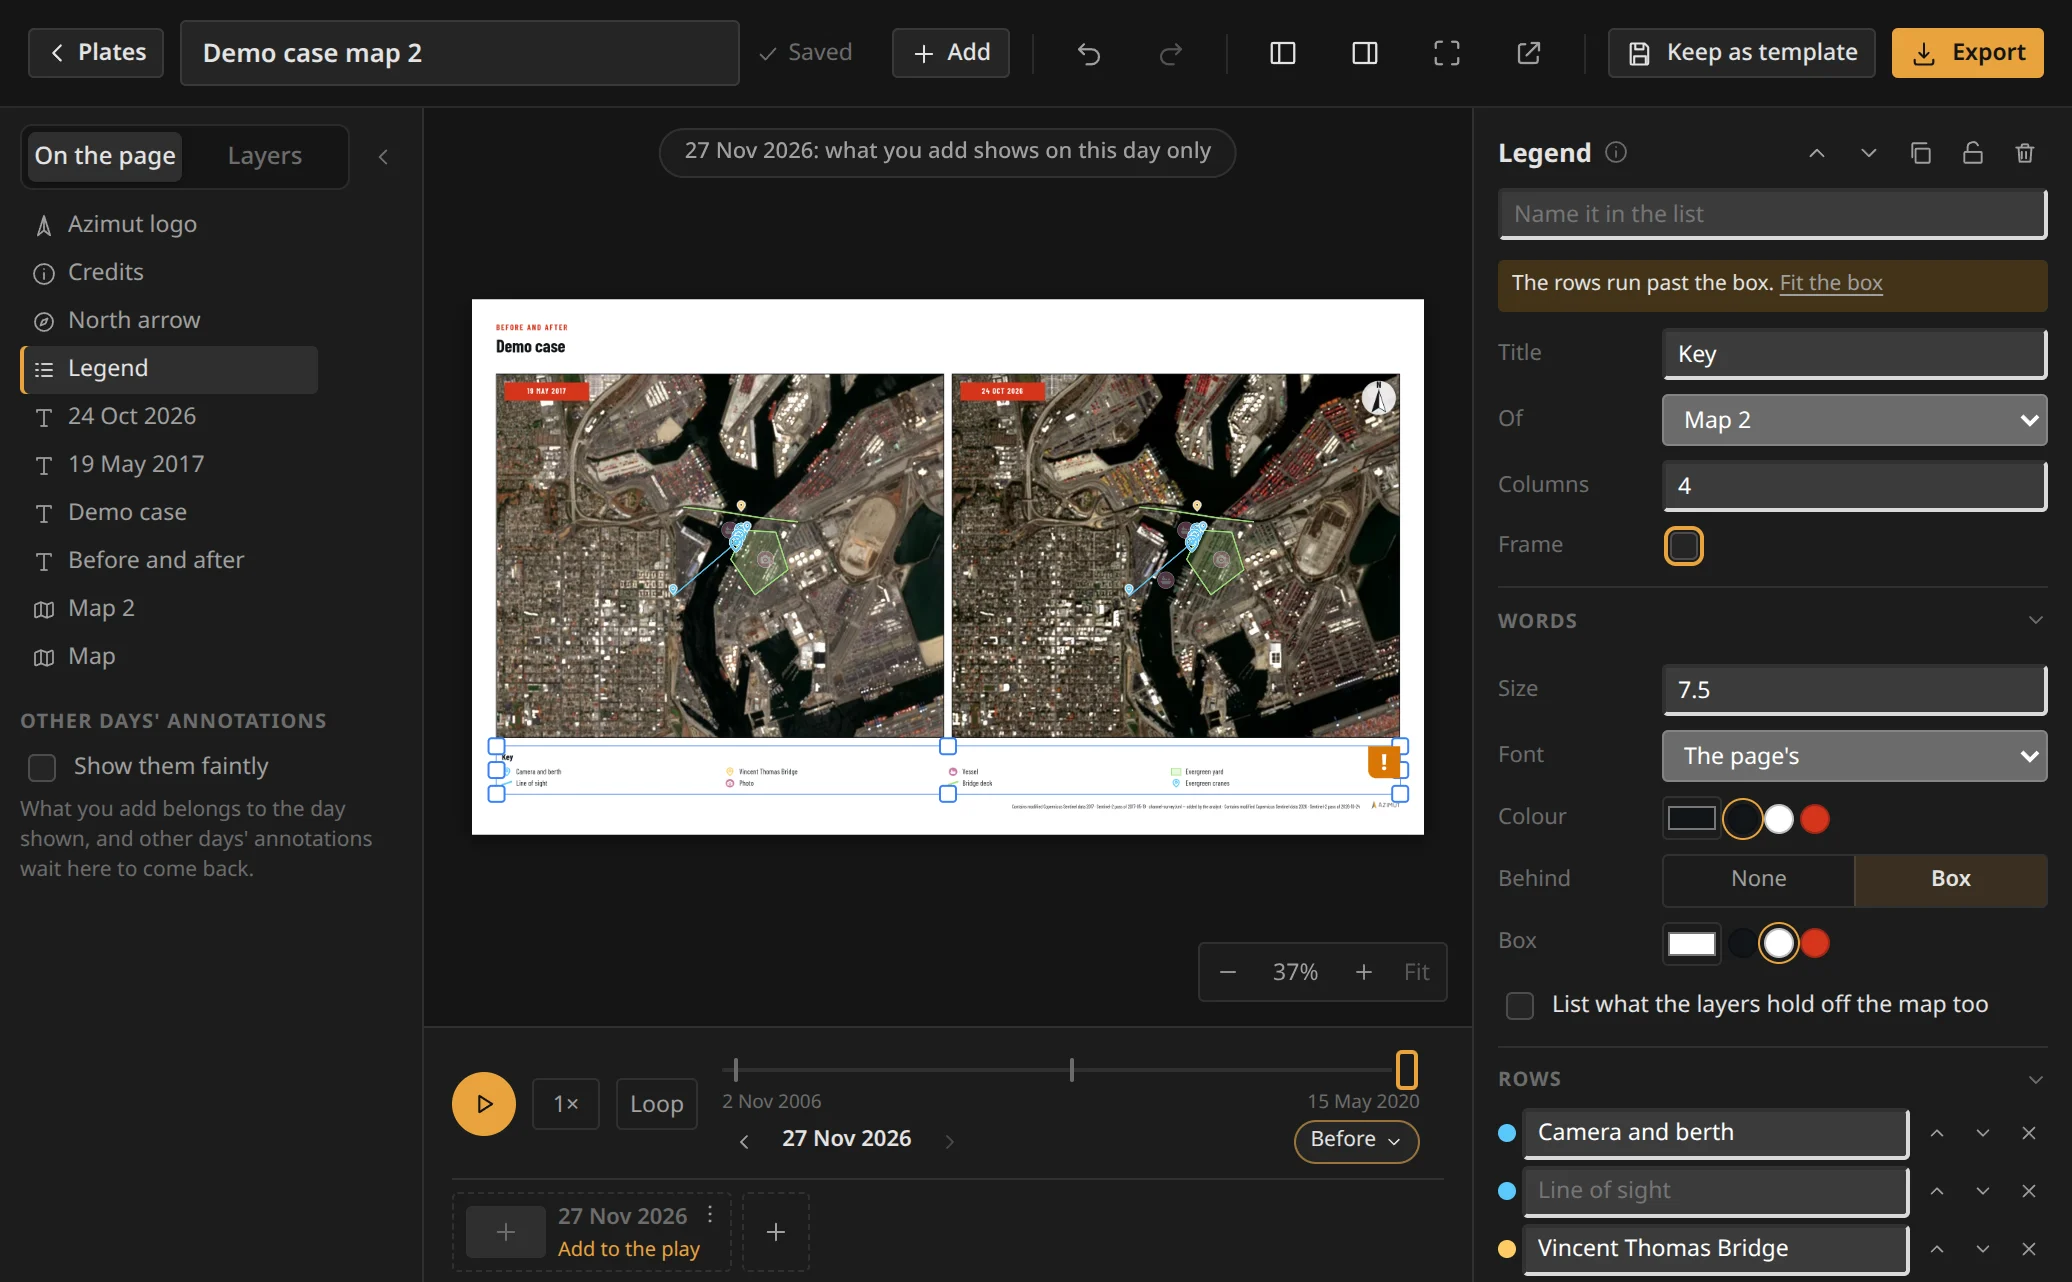 Plates
Demo case map 2
Saved
Add
Keep as template
Export
On the page
Layers
Azimut logo
Credits
North arrow
Legend
24 Oct 2026
19 May 2017
Demo case
Before and after
Map 2
Map
OTHER DAYS' ANNOTATIONS
Show them faintly
What you add belongs to the day
shown, and other days' annotations
wait here to come back.
27 Nov 2026: what you add shows on this day only
BEFORE AND AFTER
Demo case
19 MAY 2017
24 OCT 2026
N
Key
Camera and berth
Vincent Thomas Bridge
Vessel
Evergreen yard
Line of sight
Photo
Bridge deck
Evergreen cranes
AZIMUT
37%
Fit
1×
Loop
2 Nov 2006
15 May 2020
27 Nov 2026
Before
27 Nov 2026
Add to the play
Legend
Name it in the list
The rows run past the box. Fit the box
Title
Key
Of
Map 2
Columns
4
Frame
WORDS
Size
7.5
Font
The page's
Colour
Behind
None
Box
Box
List what the layers hold off the map too
ROWS
Camera and berth
Line of sight
Vincent Thomas Bridge